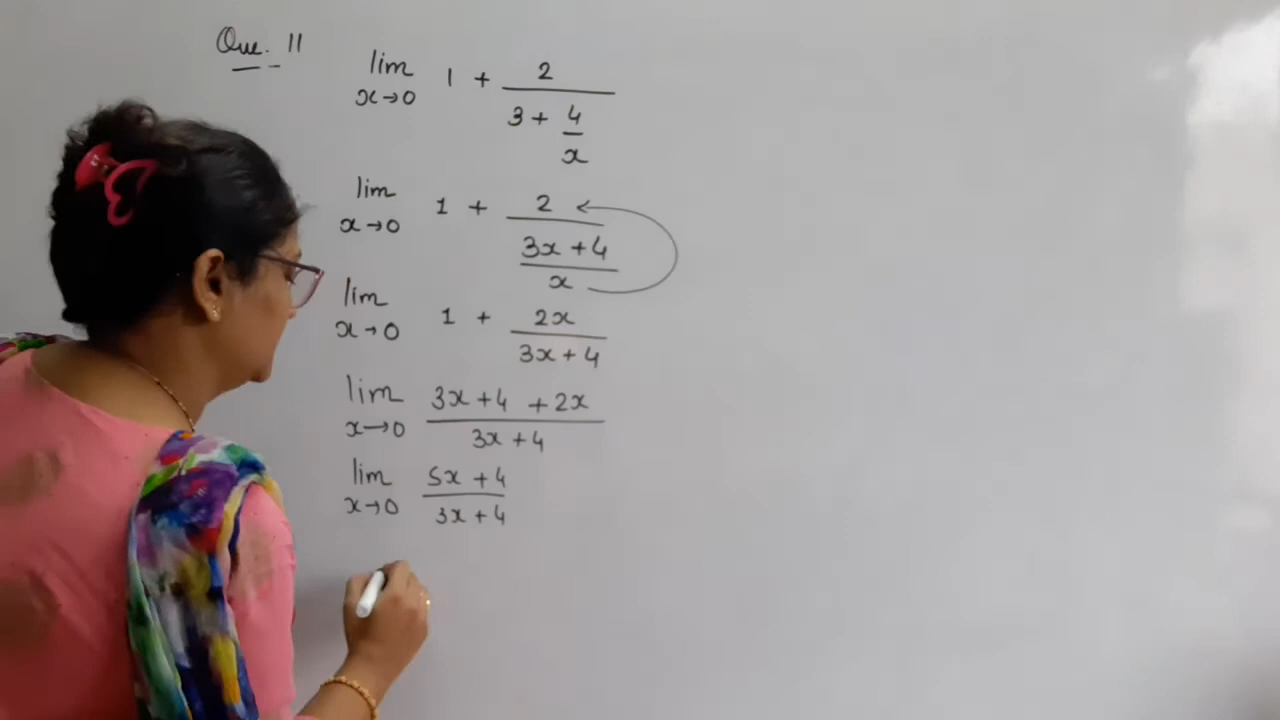 Que. 11
lim x→0 1 + 2/(3 + 4/x)
lim x→0 1 + 2/((3x + 4)/x)
lim x→0 1 + 2x/(3x + 4)
lim x→0 (3x + 4 + 2x)/(3x + 4)
lim x→0 (5x + 4)/(3x + 4)